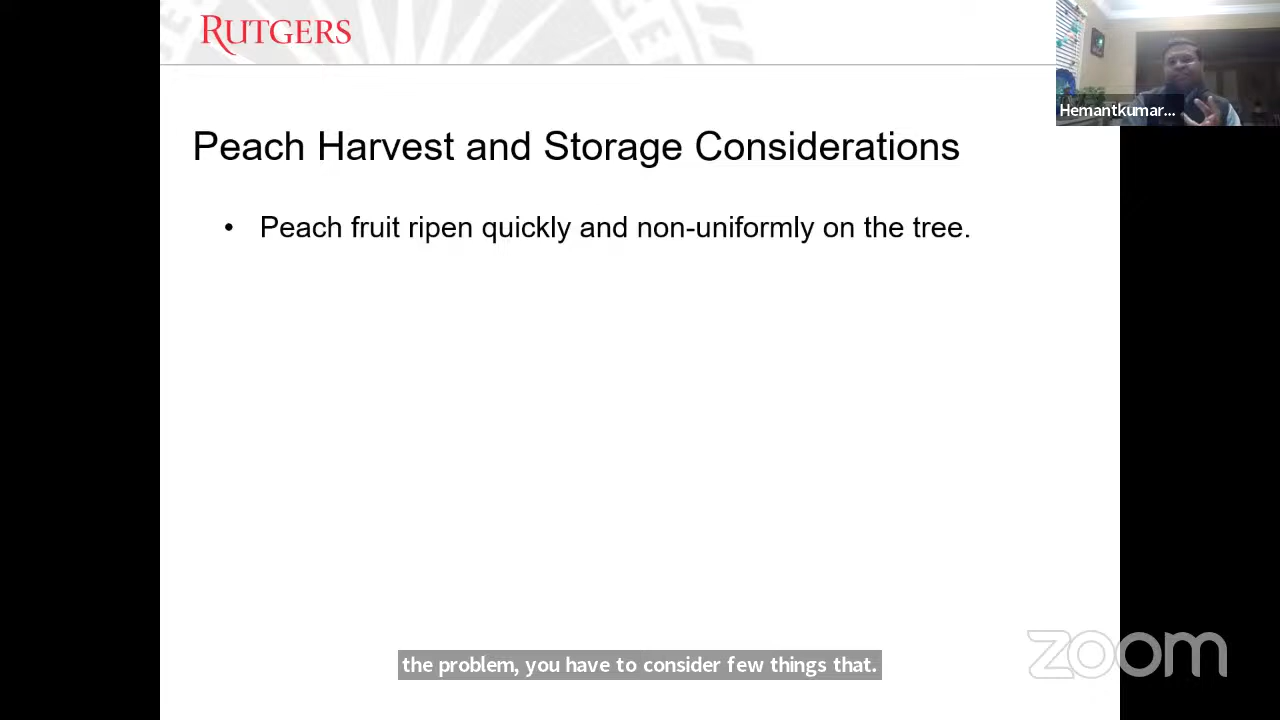 RUTGERS
Hemantkumar...
Peach Harvest and Storage Considerations
• Peach fruit ripen quickly and non-uniformly on the tree.
the problem, you have to consider few things that.
zoom